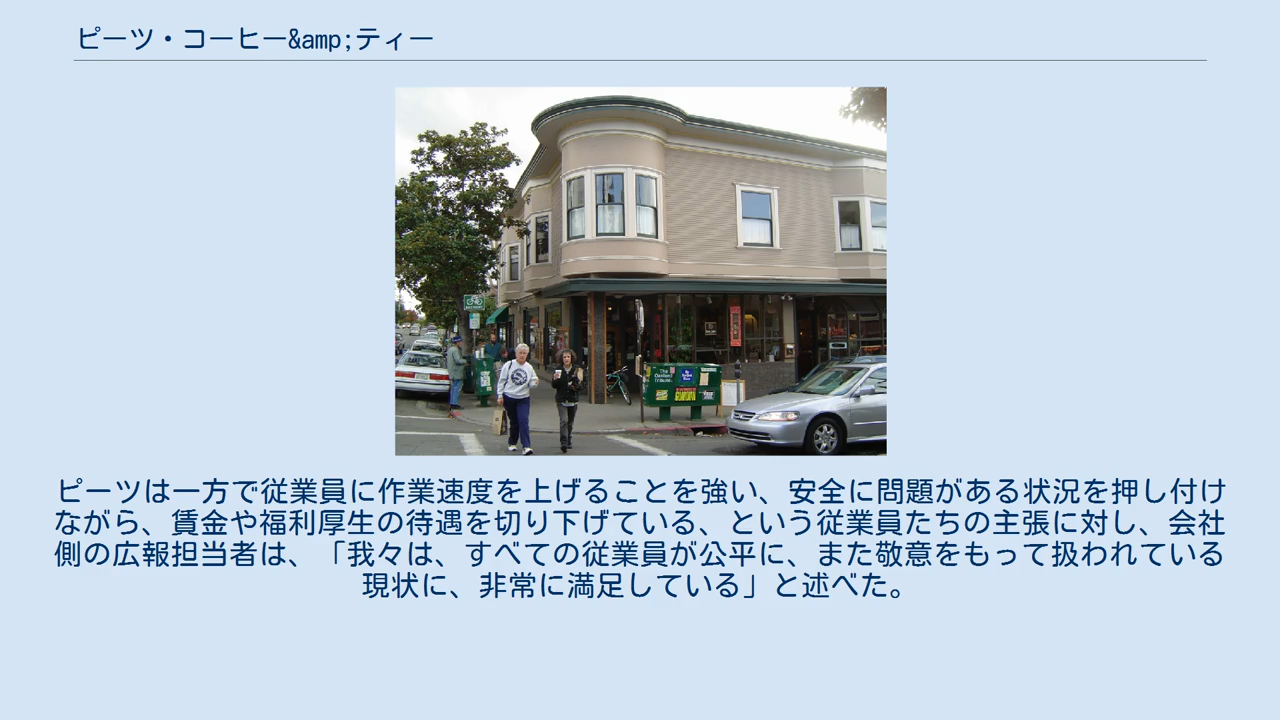 ピーツ・コーヒー&amp;ティー
The
Tribune
ピーツは一方で従業員に作業速度を上げることを強い、安全に問題がある状況を押し付け
ながら、賃金や福利厚生の待遇を切り下げている、という従業員たちの主張に対し、会社
側の広報担当者は、「我々は、すべての従業員が公平に、また敬意をもって扱われている
現状に、非常に満足している」と述べた。